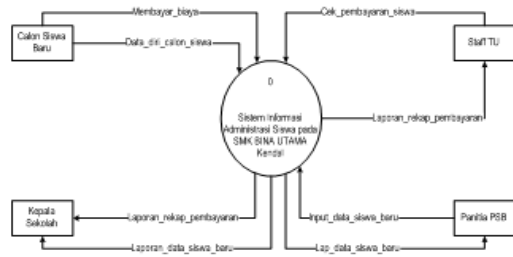 Membayar_biaya
Cek_pembayaran_siswa
Calon Siswa
Baru
Data_diri_calon_siswa
Staff TU
0
Sistem Informasi
Administrasi Siswa pada
SMK BINA UTAMA
Kendal
Laporan_rekap_pembayaran
Kepala
Sekolah
Laporan_rekap_pembayaran
Input_data_siswa_baru
Panitia PSB
Laporan_data_siswa_baru
Lap_data_siswa_baru